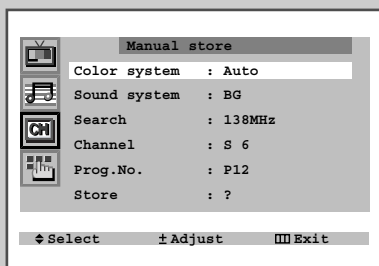 Manual store
Color system : Auto
Sound system : BG
Search : 138MHz
CH Channel : S 6
Prog.No. : P12
Store : ?
Select ± Adjust Exit